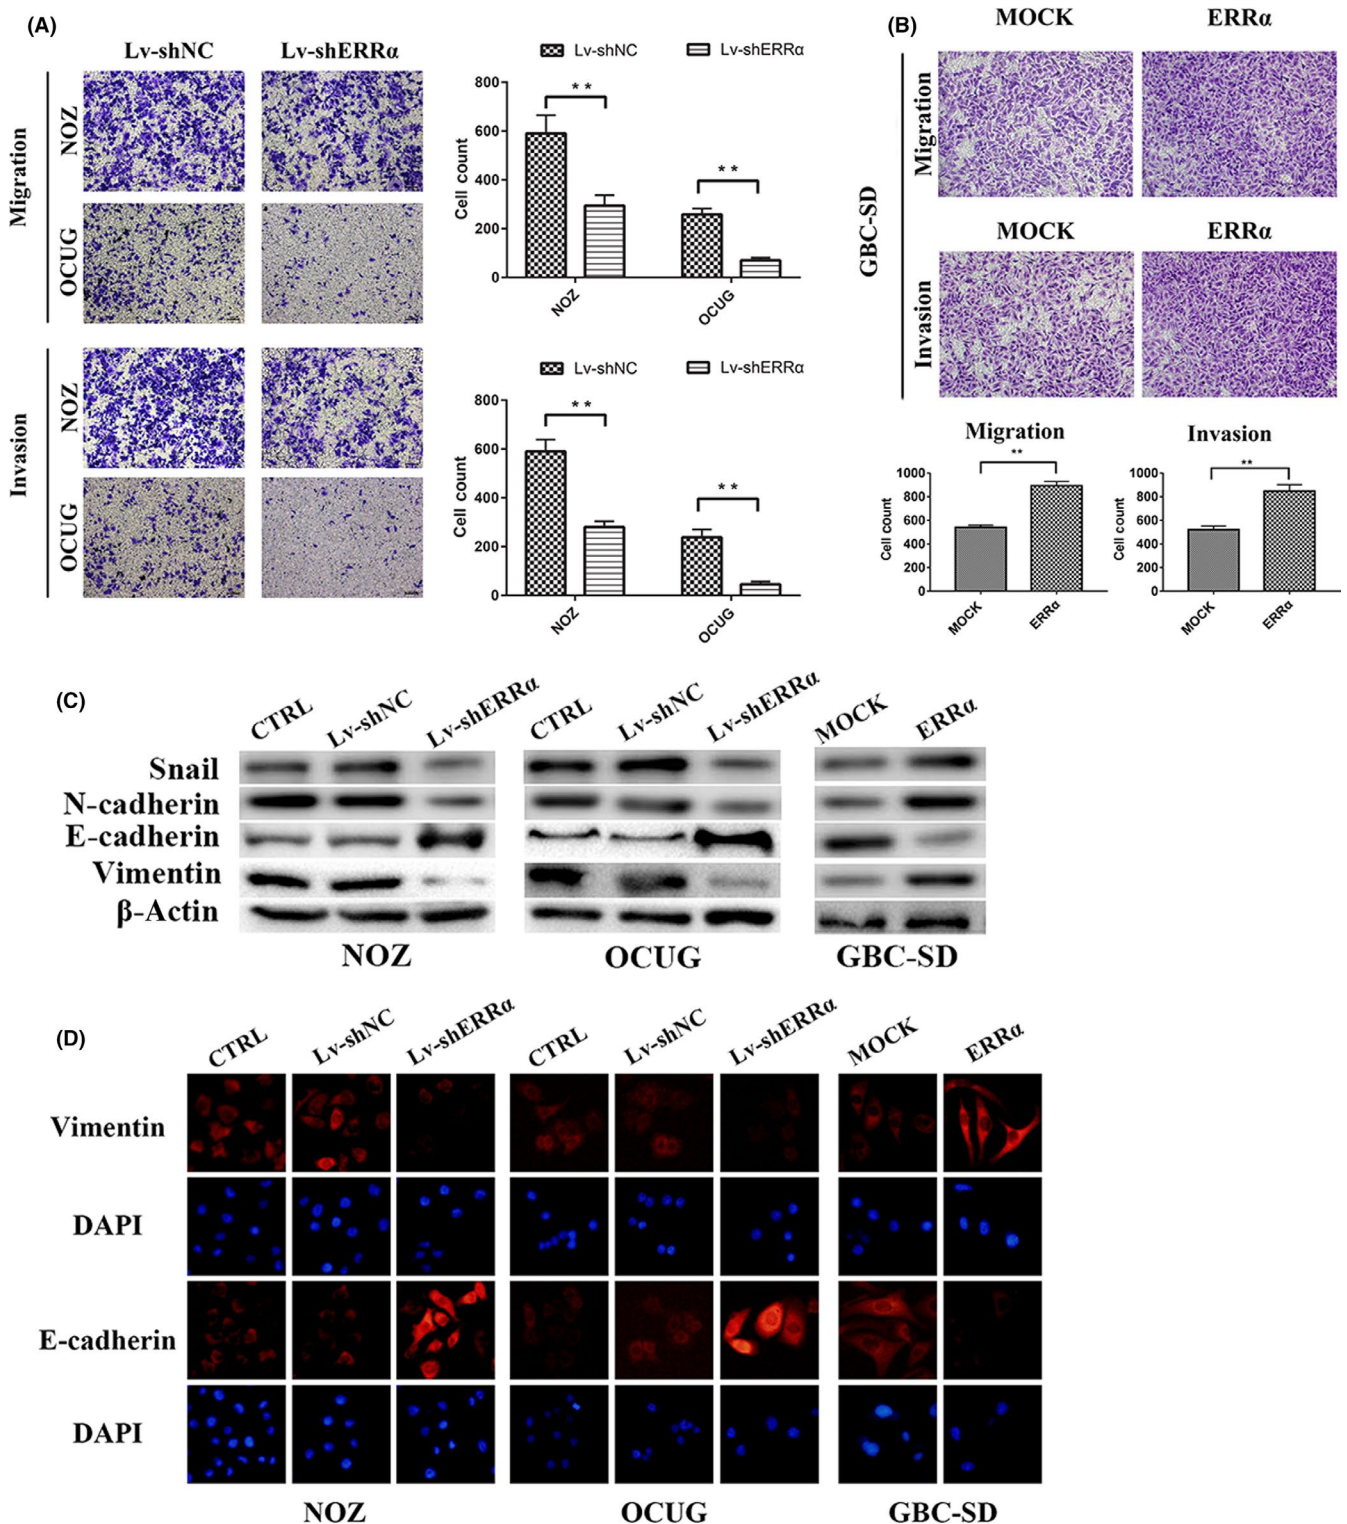 (A)
Lv-shNC Lv-shERRα
Migration
NOZ
OCUG
Invasion
NOZ
OCUG
Lv-shNC Lv-shERRα
800
600
400
200
0
Cell count
**
**
NOZ OCUG
Lv-shNC Lv-shERRα
800
600
400
200
0
Cell count
**
**
NOZ OCUG
(B)
MOCK ERRα
GBC-SD
Migration
MOCK ERRα
Invasion
Migration
1000
800
600
400
200
0
Cell count
**
MOCK ERRα
Invasion
1000
800
600
400
200
0
Cell count
**
MOCK ERRα
(C)
CTRL Lv-shNC Lv-shERRα CTRL Lv-shNC Lv-shERRα MOCK ERRα
Snail
N-cadherin
E-cadherin
Vimentin
β-Actin
NOZ OCUG GBC-SD
(D)
CTRL Lv-shNC Lv-shERRα CTRL Lv-shNC Lv-shERRα MOCK ERRα
Vimentin
DAPI
E-cadherin
DAPI
NOZ OCUG GBC-SD